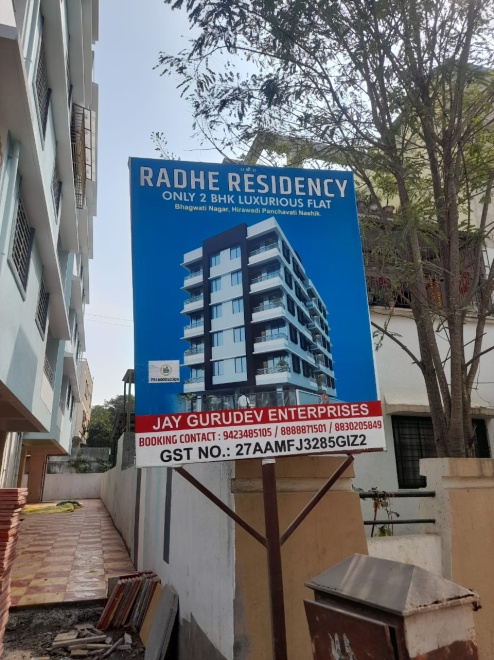 RADHE RESIDENCY
ONLY 2 BHK LUXURIOUS FLAT
Bhagwati Nagar, Hirawadi Panchavati Nashik.
JAY GURUDEV ENTERPRISES
BOOKING CONTACT : 9423485105 / 8888871501 / 8830205849
GST NO.: 27AAMFJ3285GIZ2